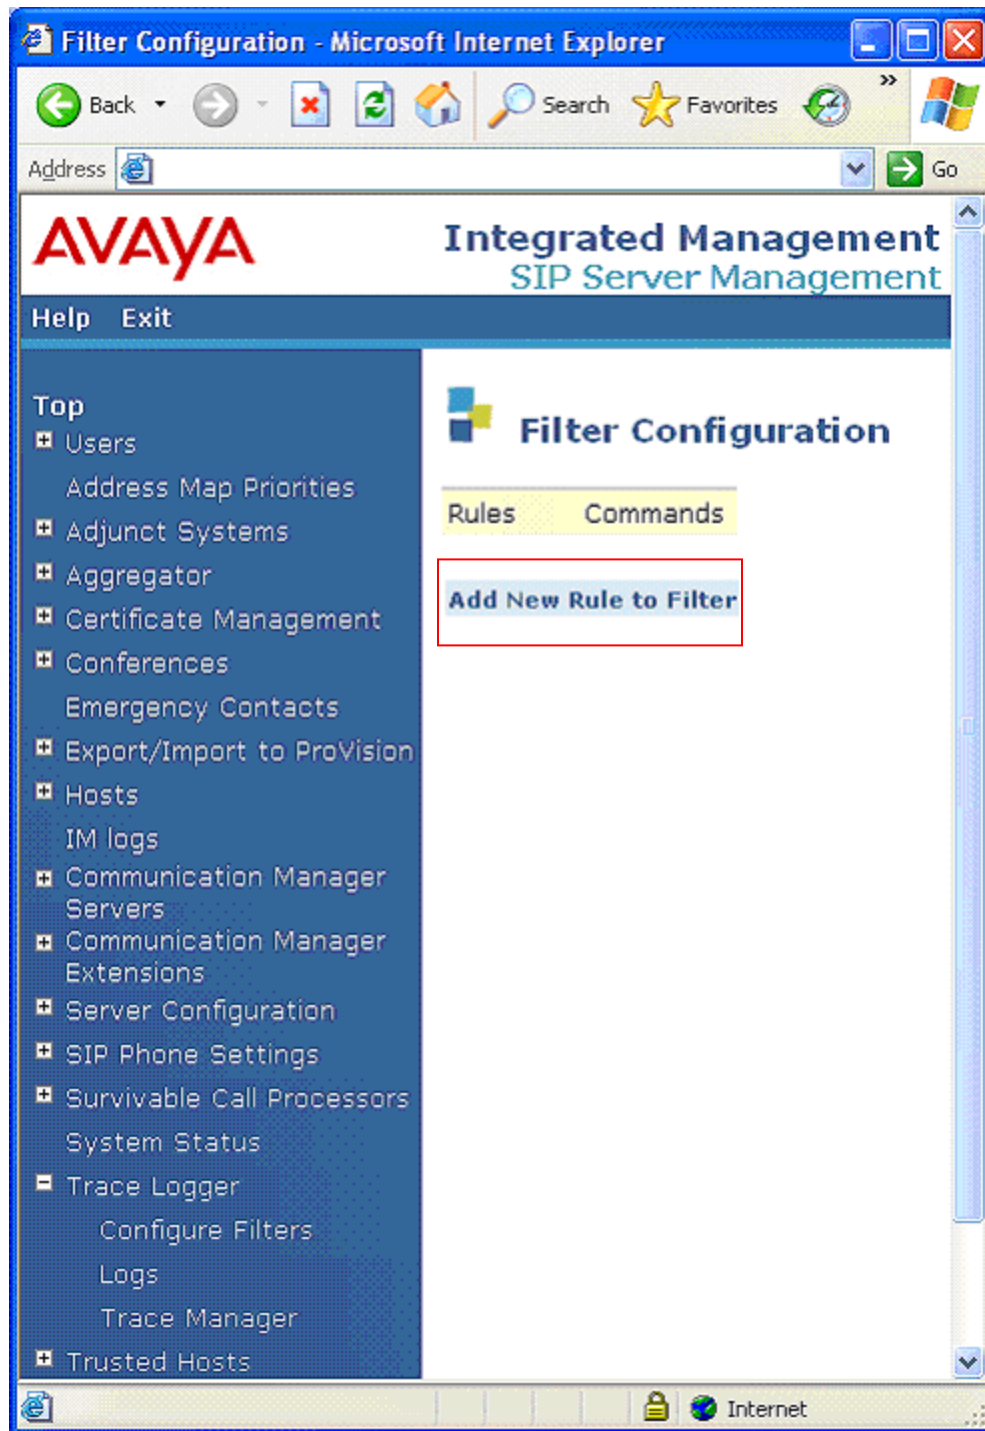 Filter Configuration - Microsoft Internet Explorer
Back Search Favorites »
Address Go
AVAYA
Integrated Management
SIP Server Management
Help Exit
Top
Users
Address Map Priorities
Adjunct Systems
Aggregator
Certificate Management
Conferences
Emergency Contacts
Export/Import to ProVision
Hosts
IM logs
Communication Manager
Servers
Communication Manager
Extensions
Server Configuration
SIP Phone Settings
Survivable Call Processors
System Status
Trace Logger
Configure Filters
Logs
Trace Manager
Trusted Hosts
Filter Configuration
Rules Commands
Add New Rule to Filter
Internet